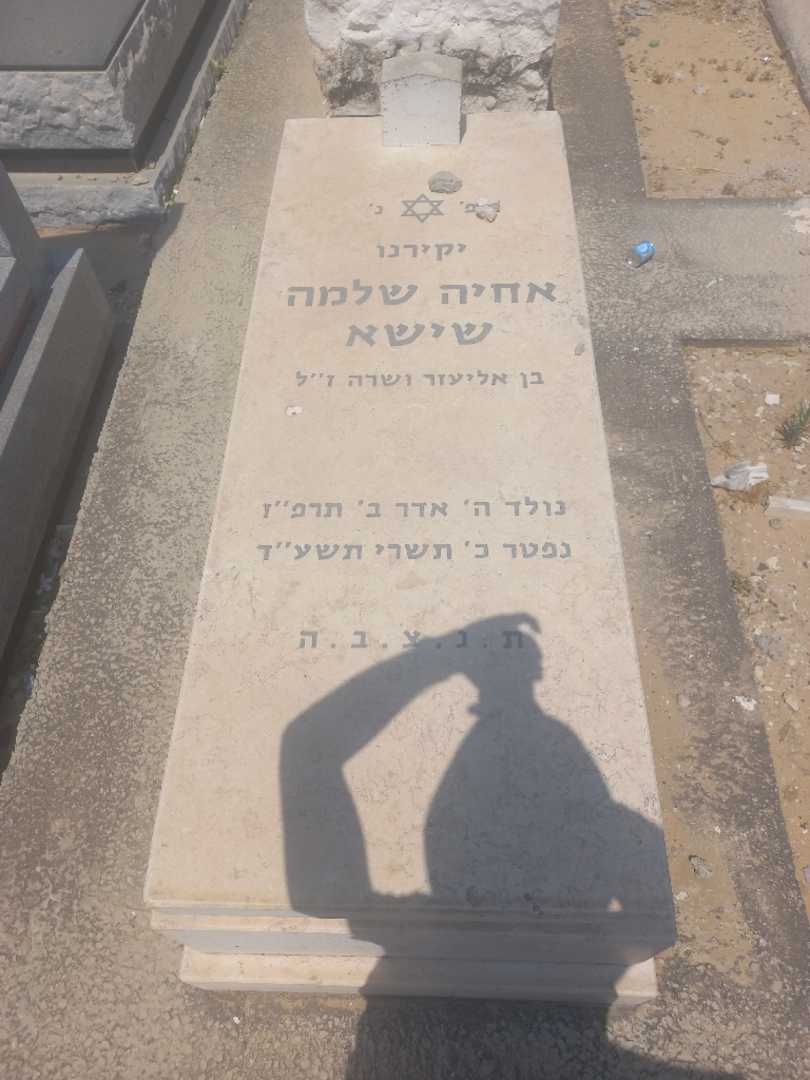 פ' נ'
יקירנו
אחיה שלמה
שישא
בן אליעזר ושרה ז''ל
נולד ה' אדר ב' תרפ''ז
נפטר כ' תשרי תשע''ד
ת.נ.צ.ב.ה